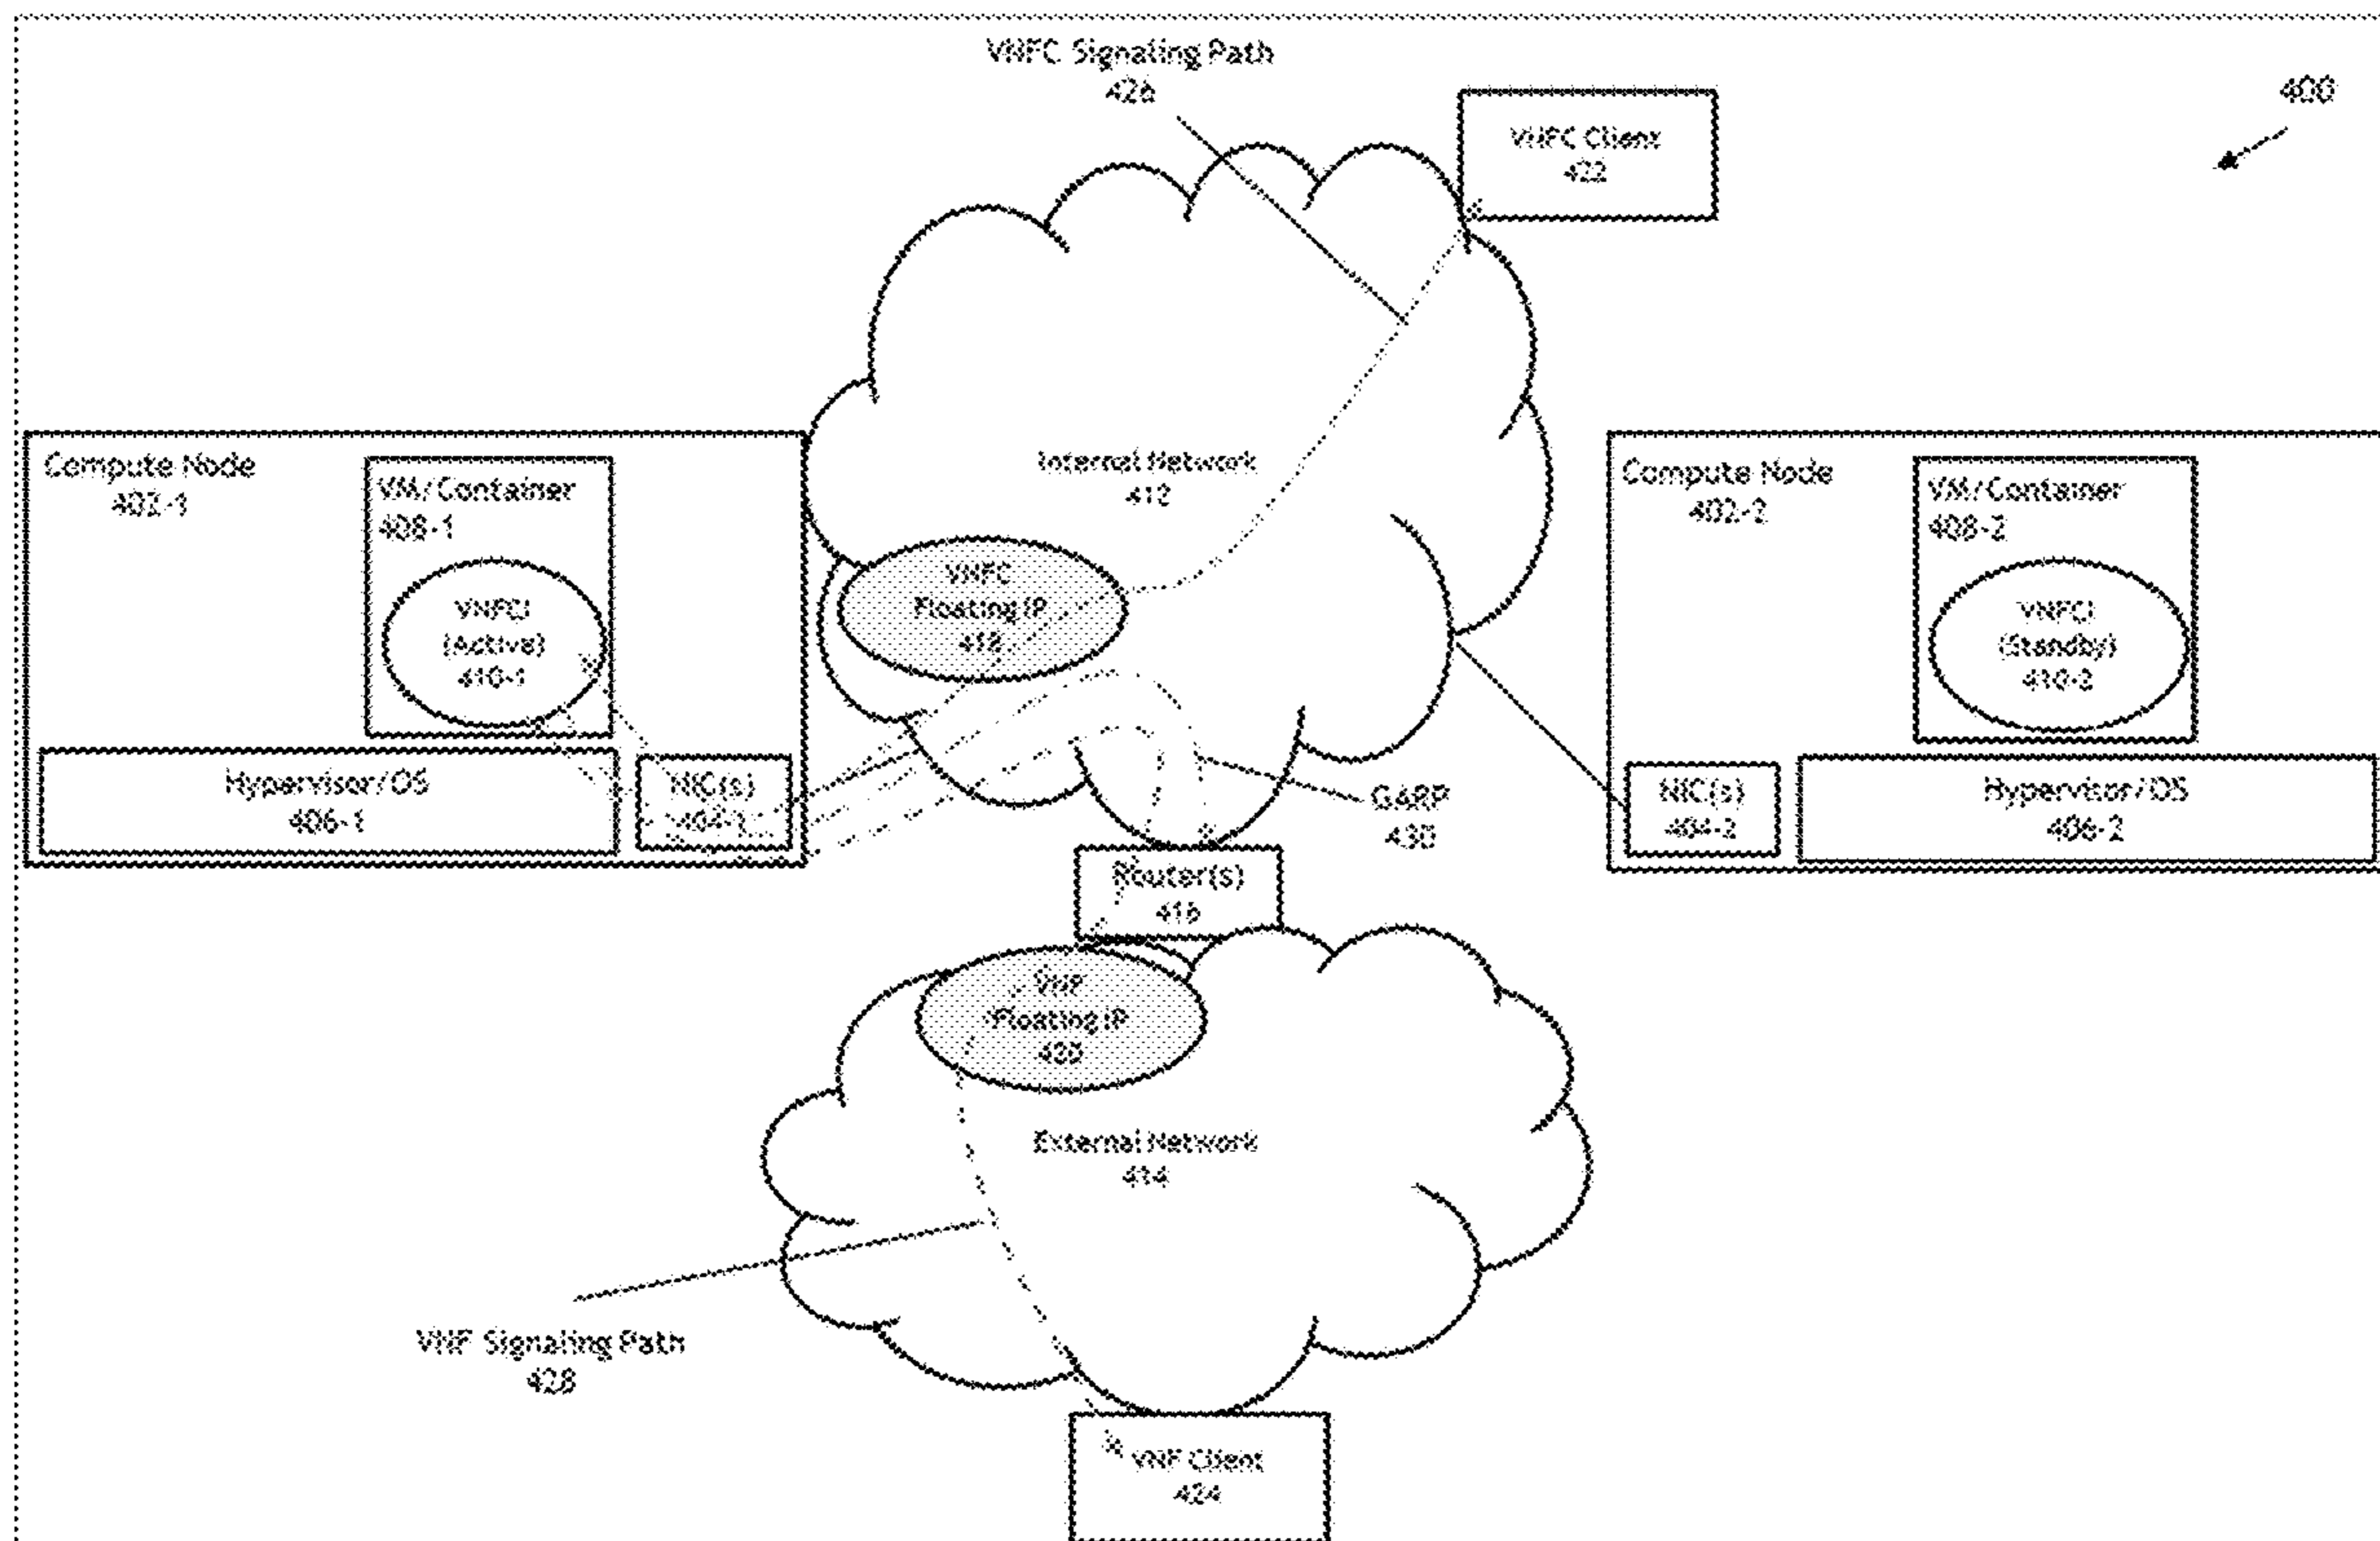 VNFC Signaling Path
426
400
VNFC Client
422
Compute Node
402-1
VM/Container
408-1
VNFCI
(Active)
410-1
Hypervisor/OS
406-1
NIC(s)
404-1
Internal Network
412
VNFC
Floating IP
418
GARP
430
Compute Node
402-2
VM/Container
408-2
VNFCI
(Standby)
410-2
NIC(s)
404-2
Hypervisor/OS
406-2
Router(s)
416
VNF
Floating IP
420
External Network
414
VNF Signaling Path
428
VNF Client
424